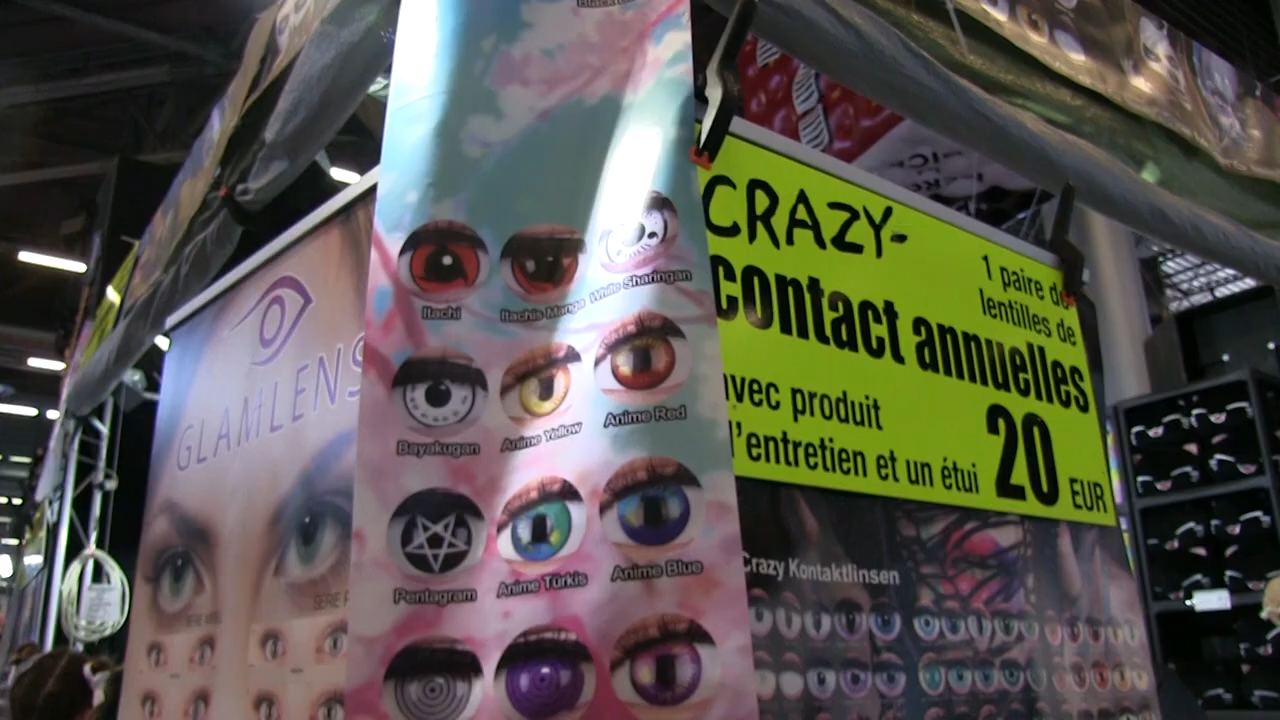 GLAMLENS
Itachi
Itachis Manga
White Sharingan
Bayakugan
Anime Yellow
Anime Red
Pentagram
Anime Türkis
Anime Blue
CRAZY-
contact annuelles
1 paire de
lentilles de
avec produit
d'entretien et un étui
20 EUR
Crazy Kontaktlinsen